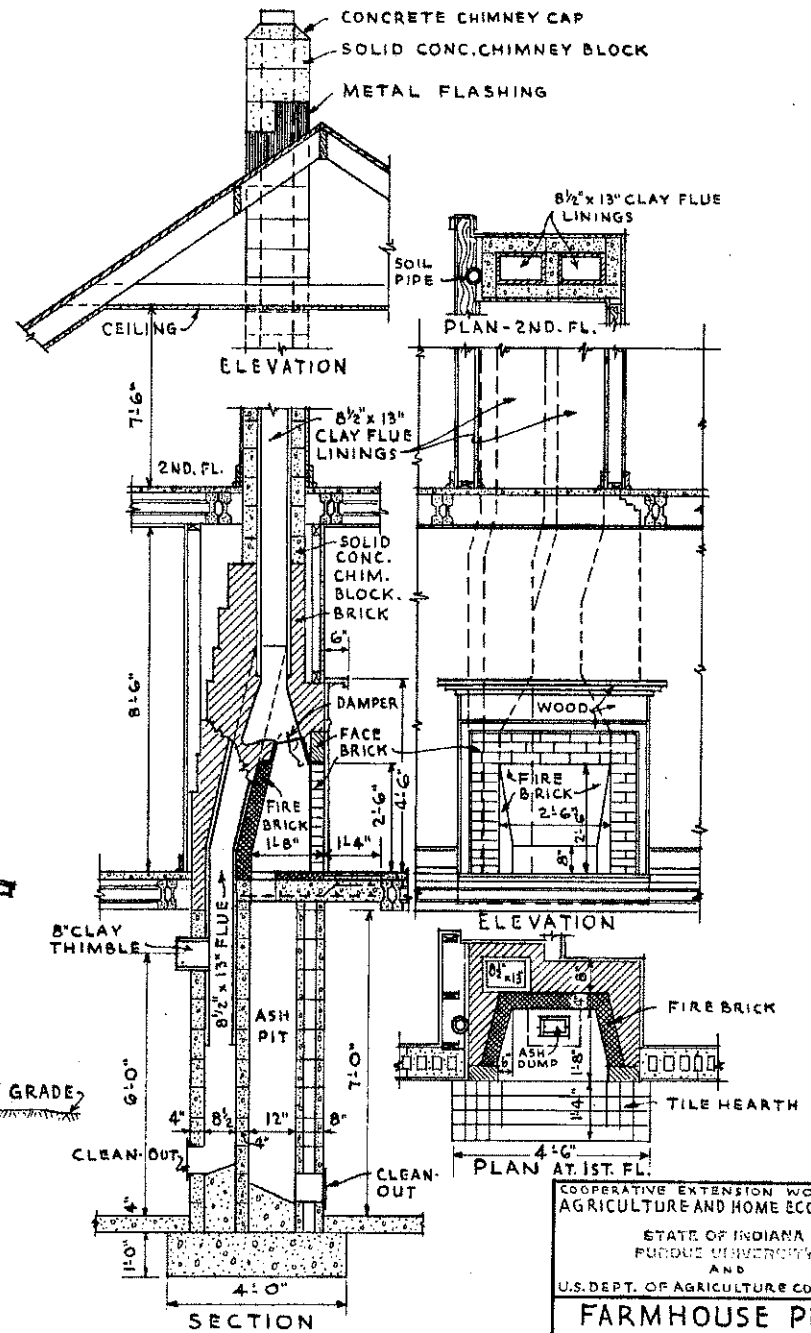 CONCRETE CHIMNEY CAP
SOLID CONC. CHIMNEY BLOCK
METAL FLASHING
8½" x 13" CLAY FLUE
LININGS
SOIL
PIPE
PLAN-2ND. FL.
CEILING
ELEVATION
7'-6"
8½" x 13"
CLAY FLUE
LININGS
2ND. FL.
SOLID
CONC.
CHIM.
BLOCK.
BRICK
6"
8'-6"
DAMPER
FACE
BRICK
FIRE
BRICK
1'-8"
1'-4"
2'-6"
4'-6"
WOOD
FIRE
BRICK
2'-6"
2'-6"
8"
ELEVATION
8" CLAY
THIMBLE
8½" x 13" FLUE
ASH
PIT
6'-0"
7'-0"
GRADE
4"
8½
4"
12"
8"
CLEAN-OUT
CLEAN-
OUT
4"
1'-0"
4'-0"
SECTION
8½"
x 13"
8"
FIRE BRICK
ASH
DUMP
1'-8"
1'-4"
TILE HEARTH
4'-6"
PLAN AT 1ST. FL.
COOPERATIVE EXTENSION WO
AGRICULTURE AND HOME ECO
STATE OF INDIANA
PURDUE UNIVERSITY
AND
U.S. DEPT. OF AGRICULTURE CO
FARMHOUSE P